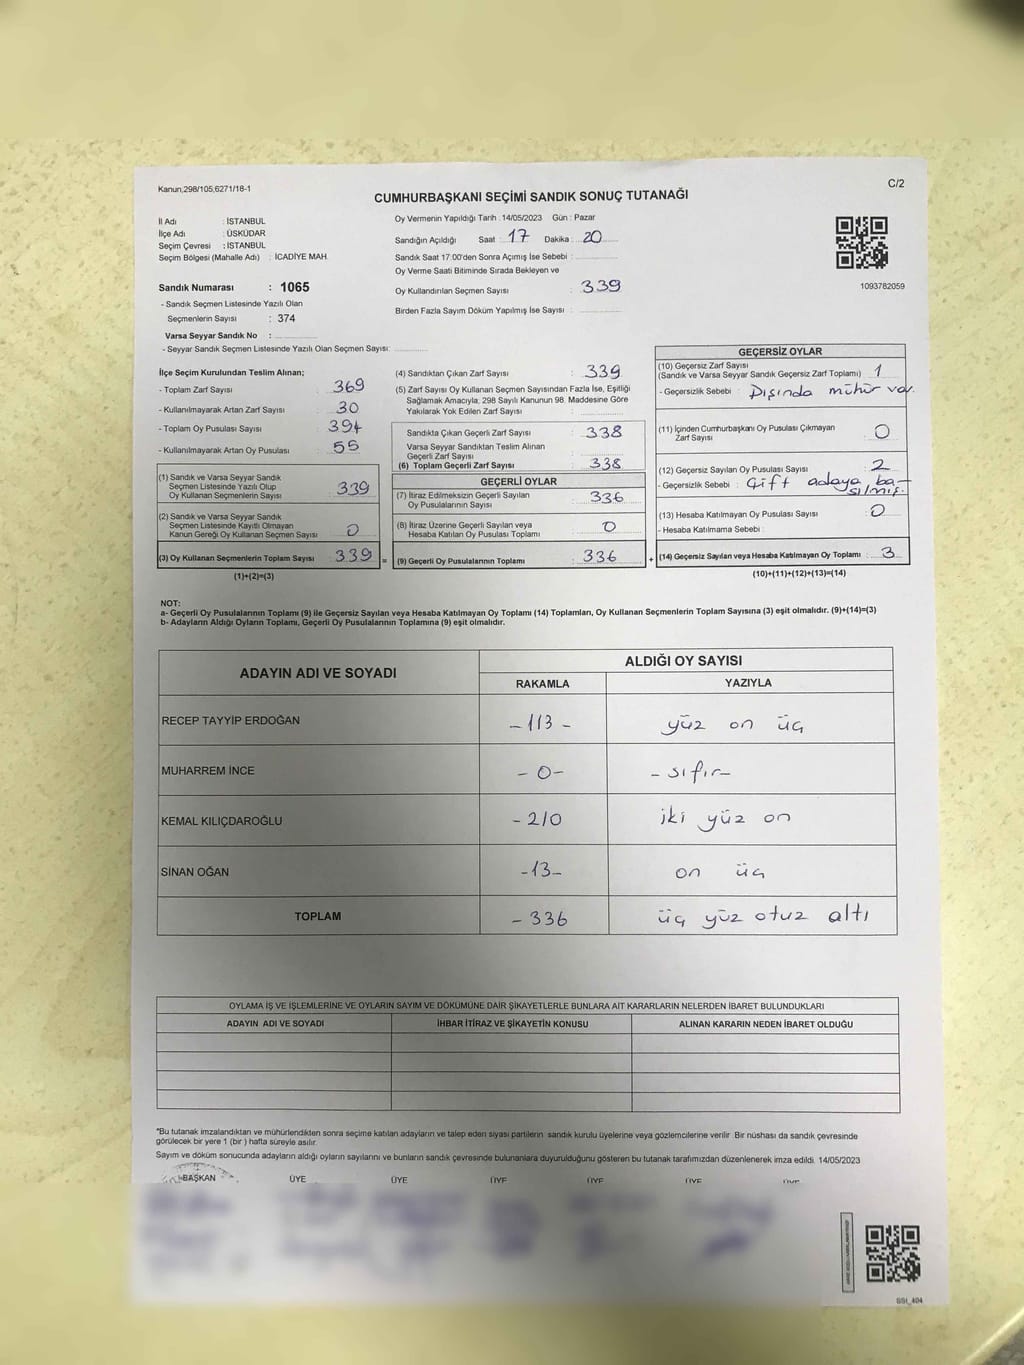 Kanun;298/105,6271/18-1
C/2
CUMHURBAŞKANI SEÇİMİ SANDIK SONUÇ TUTANAĞI
İl Adı : İSTANBUL
İlçe Adı : ÜSKÜDAR
Seçim Çevresi : İSTANBUL
Seçim Bölgesi (Mahalle Adı) : İCADİYE MAH.
Sandık Numarası : 1065
- Sandık Seçmen Listesinde Yazılı Olan
Seçmenlerin Sayısı : 374
Varsa Seyyar Sandık No :
- Seyyar Sandık Seçmen Listesinde Yazılı Olan Seçmen Sayısı:
Oy Vermenin Yapıldığı Tarih :14/05/2023 Gün : Pazar
Sandığın Açıldığı Saat : 17 Dakika : 20
Sandık Saat 17.00'den Sonra Açılmış İse Sebebi :
Oy Verme Saati Bitiminde Sırada Bekleyen ve
Oy Kullandırılan Seçmen Sayısı : 339
Birden Fazla Sayım Döküm Yapılmış İse Sayısı :
1093782059
İlçe Seçim Kurulundan Teslim Alınan;
- Toplam Zarf Sayısı : 369
- Kullanılmayarak Artan Zarf Sayısı : 30
- Toplam Oy Pusulası Sayısı : 394
- Kullanılmayarak Artan Oy Pusulası : 55
(1) Sandık ve Varsa Seyyar Sandık
Seçmen Listesinde Yazılı Olup
Oy Kullanan Seçmenlerin Sayısı : 339
(2) Sandık ve Varsa Seyyar Sandık
Seçmen Listesinde Kayıtlı Olmayan
Kanun Gereği Oy Kullanan Seçmen Sayısı : 0
(3) Oy Kullanan Seçmenlerin Toplam Sayısı : 339
(1)+(2)=(3)
(4) Sandıktan Çıkan Zarf Sayısı : 339
(5) Zarf Sayısı Oy Kullanan Seçmen Sayısından Fazla İse, Eşitliği
Sağlamak Amacıyla; 298 Sayılı Kanunun 98. Maddesine Göre
Yakılarak Yok Edilen Zarf Sayısı :
Sandıkta Çıkan Geçerli Zarf Sayısı : 338
Varsa Seyyar Sandıktan Teslim Alınan
Geçerli Zarf Sayısı :
(6) Toplam Geçerli Zarf Sayısı : 338
GEÇERLİ OYLAR
(7) İtiraz Edilmeksizin Geçerli Sayılan
Oy Pusulalarının Sayısı : 336
(8) İtiraz Üzerine Geçerli Sayılan veya
Hesaba Katılan Oy Pusulası Toplamı : 0
= (9) Geçerli Oy Pusulalarının Toplamı : 336
GEÇERSİZ OYLAR
(10) Geçersiz Zarf Sayısı
(Sandık ve Varsa Seyyar Sandık Geçersiz Zarf Toplamı) : 1
- Geçersizlik Sebebi : Dışında mühür var.
(11) İçinden Cumhurbaşkanı Oy Pusulası Çıkmayan
Zarf Sayısı : 0
(12) Geçersiz Sayılan Oy Pusulası Sayısı : 2
- Geçersizlik Sebebi : Çift adaya ba-
sılmış.
(13) Hesaba Katılmayan Oy Pusulası Sayısı : 0
- Hesaba Katılmama Sebebi :
+ (14) Geçersiz Sayılan veya Hesaba Katılmayan Oy Toplamı : 3
(10)+(11)+(12)+(13)=(14)
NOT:
a- Geçerli Oy Pusulalarının Toplamı (9) ile Geçersiz Sayılan veya Hesaba Katılmayan Oy Toplamı (14) Toplamları, Oy Kullanan Seçmenlerin Toplam Sayısına (3) eşit olmalıdır. (9)+(14)=(3)
b- Adayların Aldığı Oyların Toplamı, Geçerli Oy Pusulalarının Toplamına (9) eşit olmalıdır.
ADAYIN ADI VE SOYADI
ALDIĞI OY SAYISI
RAKAMLA YAZIYLA
RECEP TAYYİP ERDOĞAN - 113 - yüz on üç
MUHARREM İNCE - 0 - - sıfır -
KEMAL KILIÇDAROĞLU - 210 iki yüz on
SİNAN OĞAN - 13 - on üç
TOPLAM - 336 üç yüz otuz altı
OYLAMA İŞ VE İŞLEMLERİNE VE OYLARIN SAYIM VE DÖKÜMÜNE DAİR ŞİKAYETLERLE BUNLARA AİT KARARLARIN NELERDEN İBARET BULUNDUKLARI
ADAYIN ADI VE SOYADI İHBAR İTİRAZ VE ŞİKAYETİN KONUSU ALINAN KARARIN NEDEN İBARET OLDUĞU
*Bu tutanak imzalandıktan ve mühürlendikten sonra seçime katılan adayların ve talep eden siyasi partilerin sandık kurulu üyelerine veya gözlemcilerine verilir. Bir nüshası da sandık çevresinde
görülecek bir yere 1 (bir ) hafta süreyle asılır.
Sayım ve döküm sonucunda adayların aldığı oyların sayılarını ve bunların sandık çevresinde bulunanlara duyurulduğunu gösteren bu tutanak tarafımızdan düzenlenerek imza edildi. 14/05/2023
BAŞKAN ÜYE ÜYE ÜYE ÜYE ÜYE ÜYE